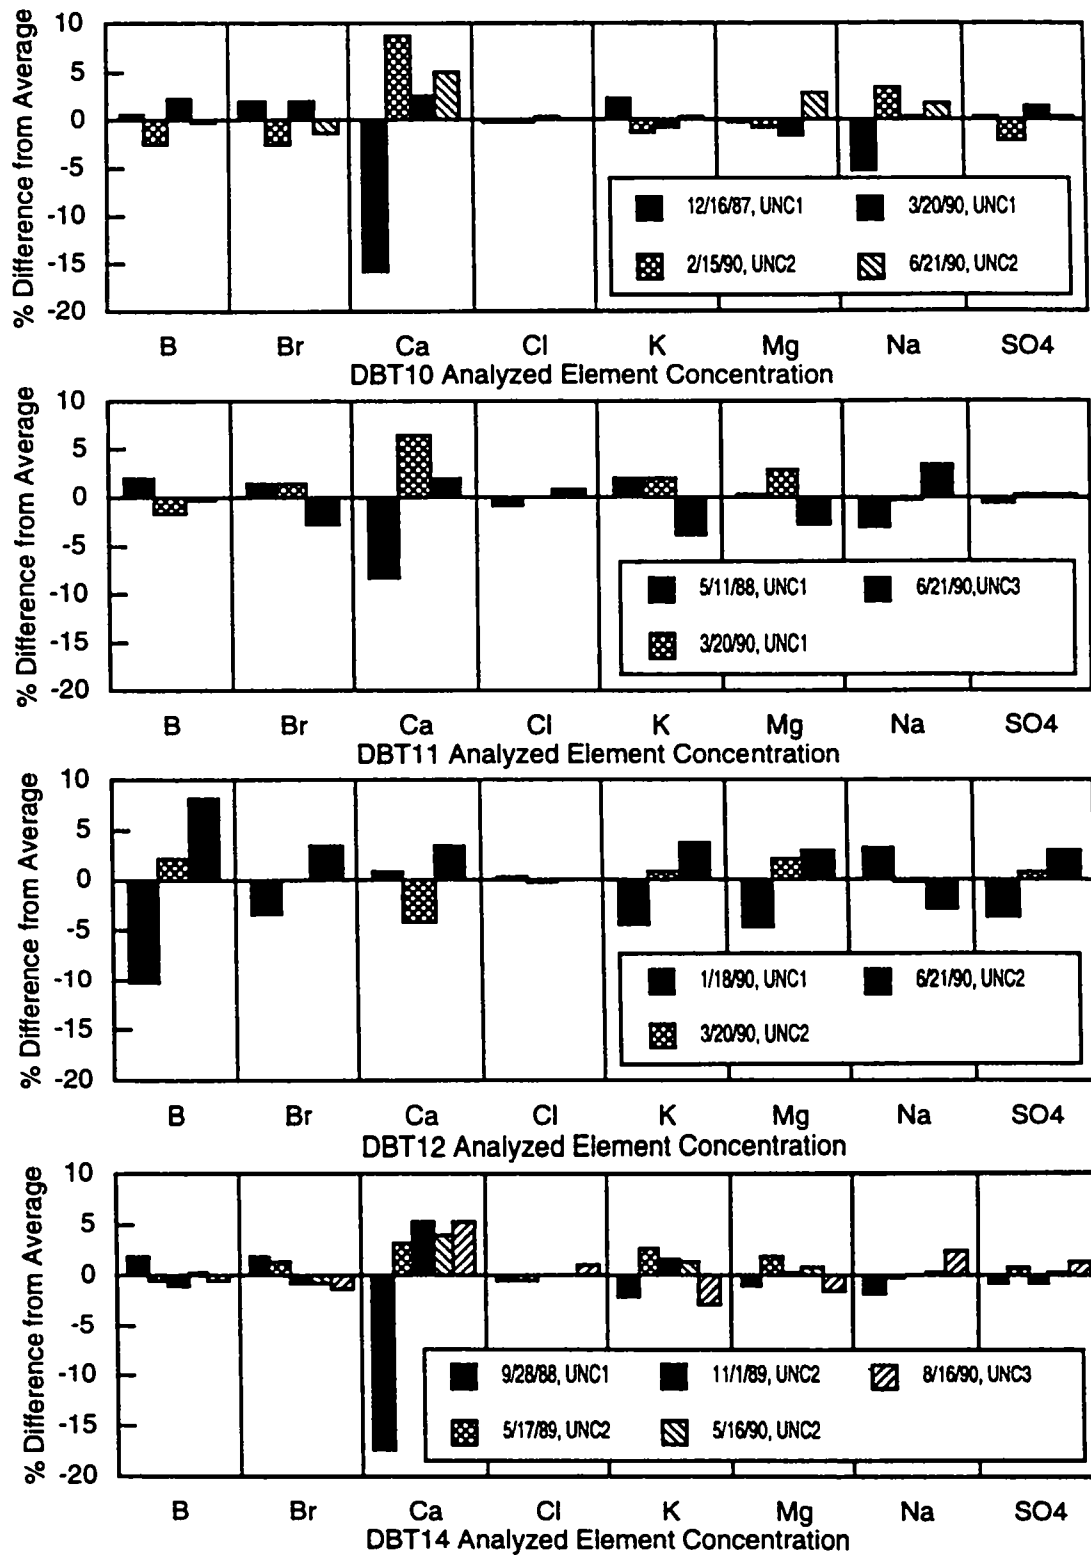 % Difference from Average
10
5
0
-5
-10
-15
-20
12/16/87, UNC1 3/20/90, UNC1
2/15/90, UNC2 6/21/90, UNC2
B Br Ca Cl K Mg Na SO4
DBT10 Analyzed Element Concentration
% Difference from Average
10
5
0
-5
-10
-15
-20
5/11/88, UNC1 6/21/90,UNC3
3/20/90, UNC1
B Br Ca Cl K Mg Na SO4
DBT11 Analyzed Element Concentration
% Difference from Average
10
5
0
-5
-10
-15
-20
1/18/90, UNC1 6/21/90, UNC2
3/20/90, UNC2
B Br Ca Cl K Mg Na SO4
DBT12 Analyzed Element Concentration
% Difference from Average
10
5
0
-5
-10
-15
-20
9/28/88, UNC1 11/1/89, UNC2 8/16/90, UNC3
5/17/89, UNC2 5/16/90, UNC2
B Br Ca Cl K Mg Na SO4
DBT14 Analyzed Element Concentration